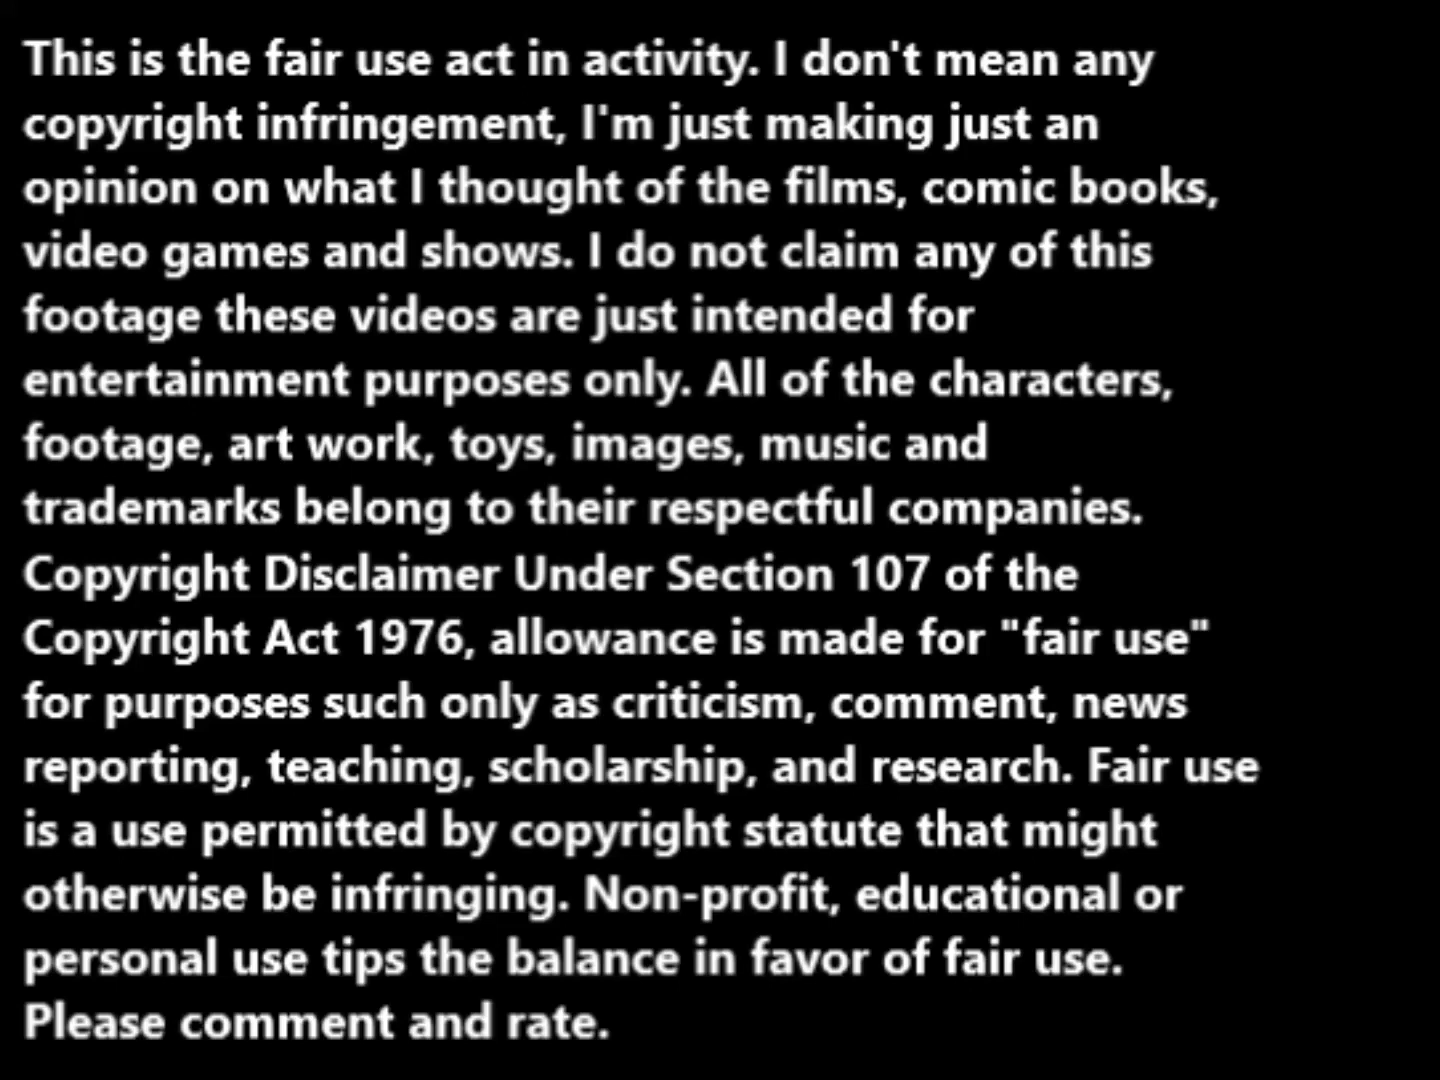 This is the fair use act in activity. I don't mean any
copyright infringement, I'm just making just an
opinion on what I thought of the films, comic books,
video games and shows. I do not claim any of this
footage these videos are just intended for
entertainment purposes only. All of the characters,
footage, art work, toys, images, music and
trademarks belong to their respectful companies.
Copyright Disclaimer Under Section 107 of the
Copyright Act 1976, allowance is made for "fair use"
for purposes such only as criticism, comment, news
reporting, teaching, scholarship, and research. Fair use
is a use permitted by copyright statute that might
otherwise be infringing. Non-profit, educational or
personal use tips the balance in favor of fair use.
Please comment and rate.